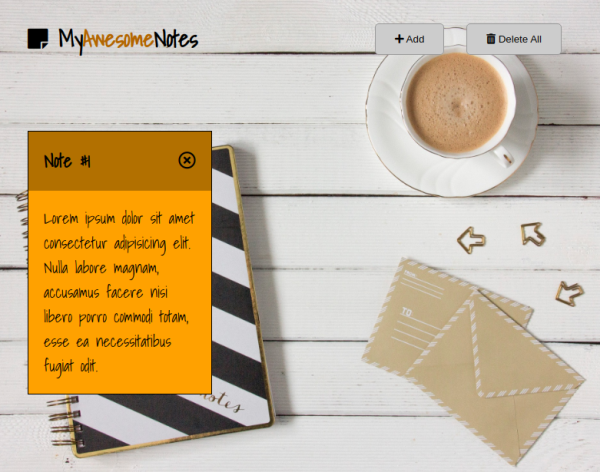 MyAwesomeNotes
Add
Delete All
Note #1
Lorem ipsum dolor sit amet
consectetur adipisicing elit.
Nulla labore magnam,
accusamus facere nisi
libero porro commodi totam,
esse ea necessitatibus
fugiat odit.
TO